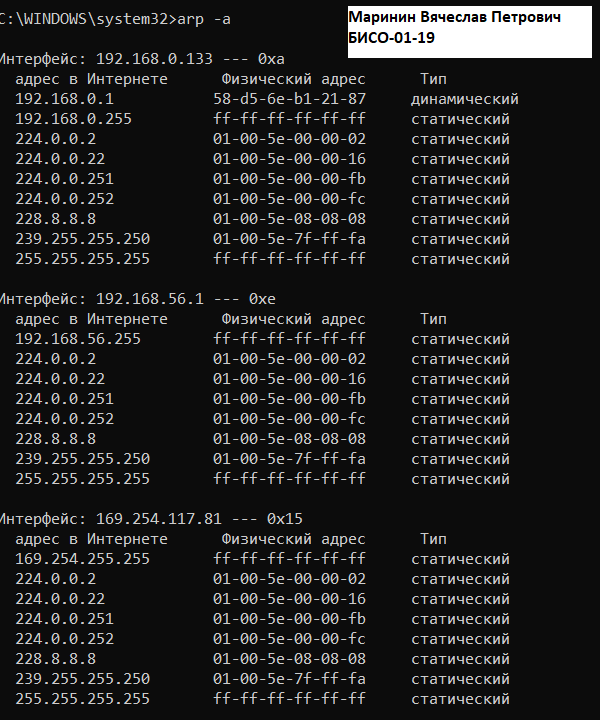 C:\WINDOWS\system32>arp -a
Маринин Вячеслав Петрович
БИСО-01-19
Интерфейс: 192.168.0.133 --- 0xa
адрес в Интернете Физический адрес Тип
192.168.0.1 58-d5-6e-b1-21-87 динамический
192.168.0.255 ff-ff-ff-ff-ff-ff статический
224.0.0.2 01-00-5e-00-00-02 статический
224.0.0.22 01-00-5e-00-00-16 статический
224.0.0.251 01-00-5e-00-00-fb статический
224.0.0.252 01-00-5e-00-00-fc статический
228.8.8.8 01-00-5e-08-08-08 статический
239.255.255.250 01-00-5e-7f-ff-fa статический
255.255.255.255 ff-ff-ff-ff-ff-ff статический
Интерфейс: 192.168.56.1 --- 0xe
адрес в Интернете Физический адрес Тип
192.168.56.255 ff-ff-ff-ff-ff-ff статический
224.0.0.2 01-00-5e-00-00-02 статический
224.0.0.22 01-00-5e-00-00-16 статический
224.0.0.251 01-00-5e-00-00-fb статический
224.0.0.252 01-00-5e-00-00-fc статический
228.8.8.8 01-00-5e-08-08-08 статический
239.255.255.250 01-00-5e-7f-ff-fa статический
255.255.255.255 ff-ff-ff-ff-ff-ff статический
Интерфейс: 169.254.117.81 --- 0x15
адрес в Интернете Физический адрес Тип
169.254.255.255 ff-ff-ff-ff-ff-ff статический
224.0.0.2 01-00-5e-00-00-02 статический
224.0.0.22 01-00-5e-00-00-16 статический
224.0.0.251 01-00-5e-00-00-fb статический
224.0.0.252 01-00-5e-00-00-fc статический
228.8.8.8 01-00-5e-08-08-08 статический
239.255.255.250 01-00-5e-7f-ff-fa статический
255.255.255.255 ff-ff-ff-ff-ff-ff статический